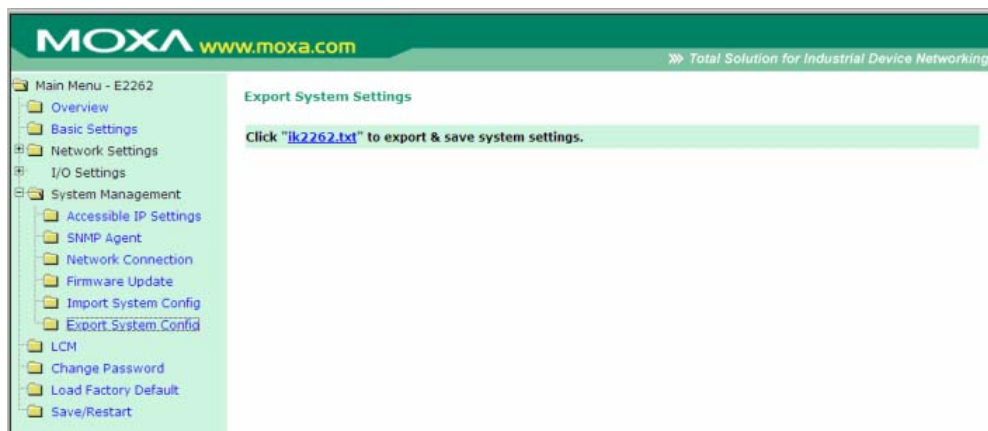 MOXA www.moxa.com
Total Solution for Industrial Device Networking
Main Menu - E2262
Overview
Basic Settings
Network Settings
I/O Settings
System Management
Accessible IP Settings
SNMP Agent
Network Connection
Firmware Update
Import System Config
Export System Config
LCM
Change Password
Load Factory Default
Save/Restart
Export System Settings
Click "ik2262.txt" to export & save system settings.